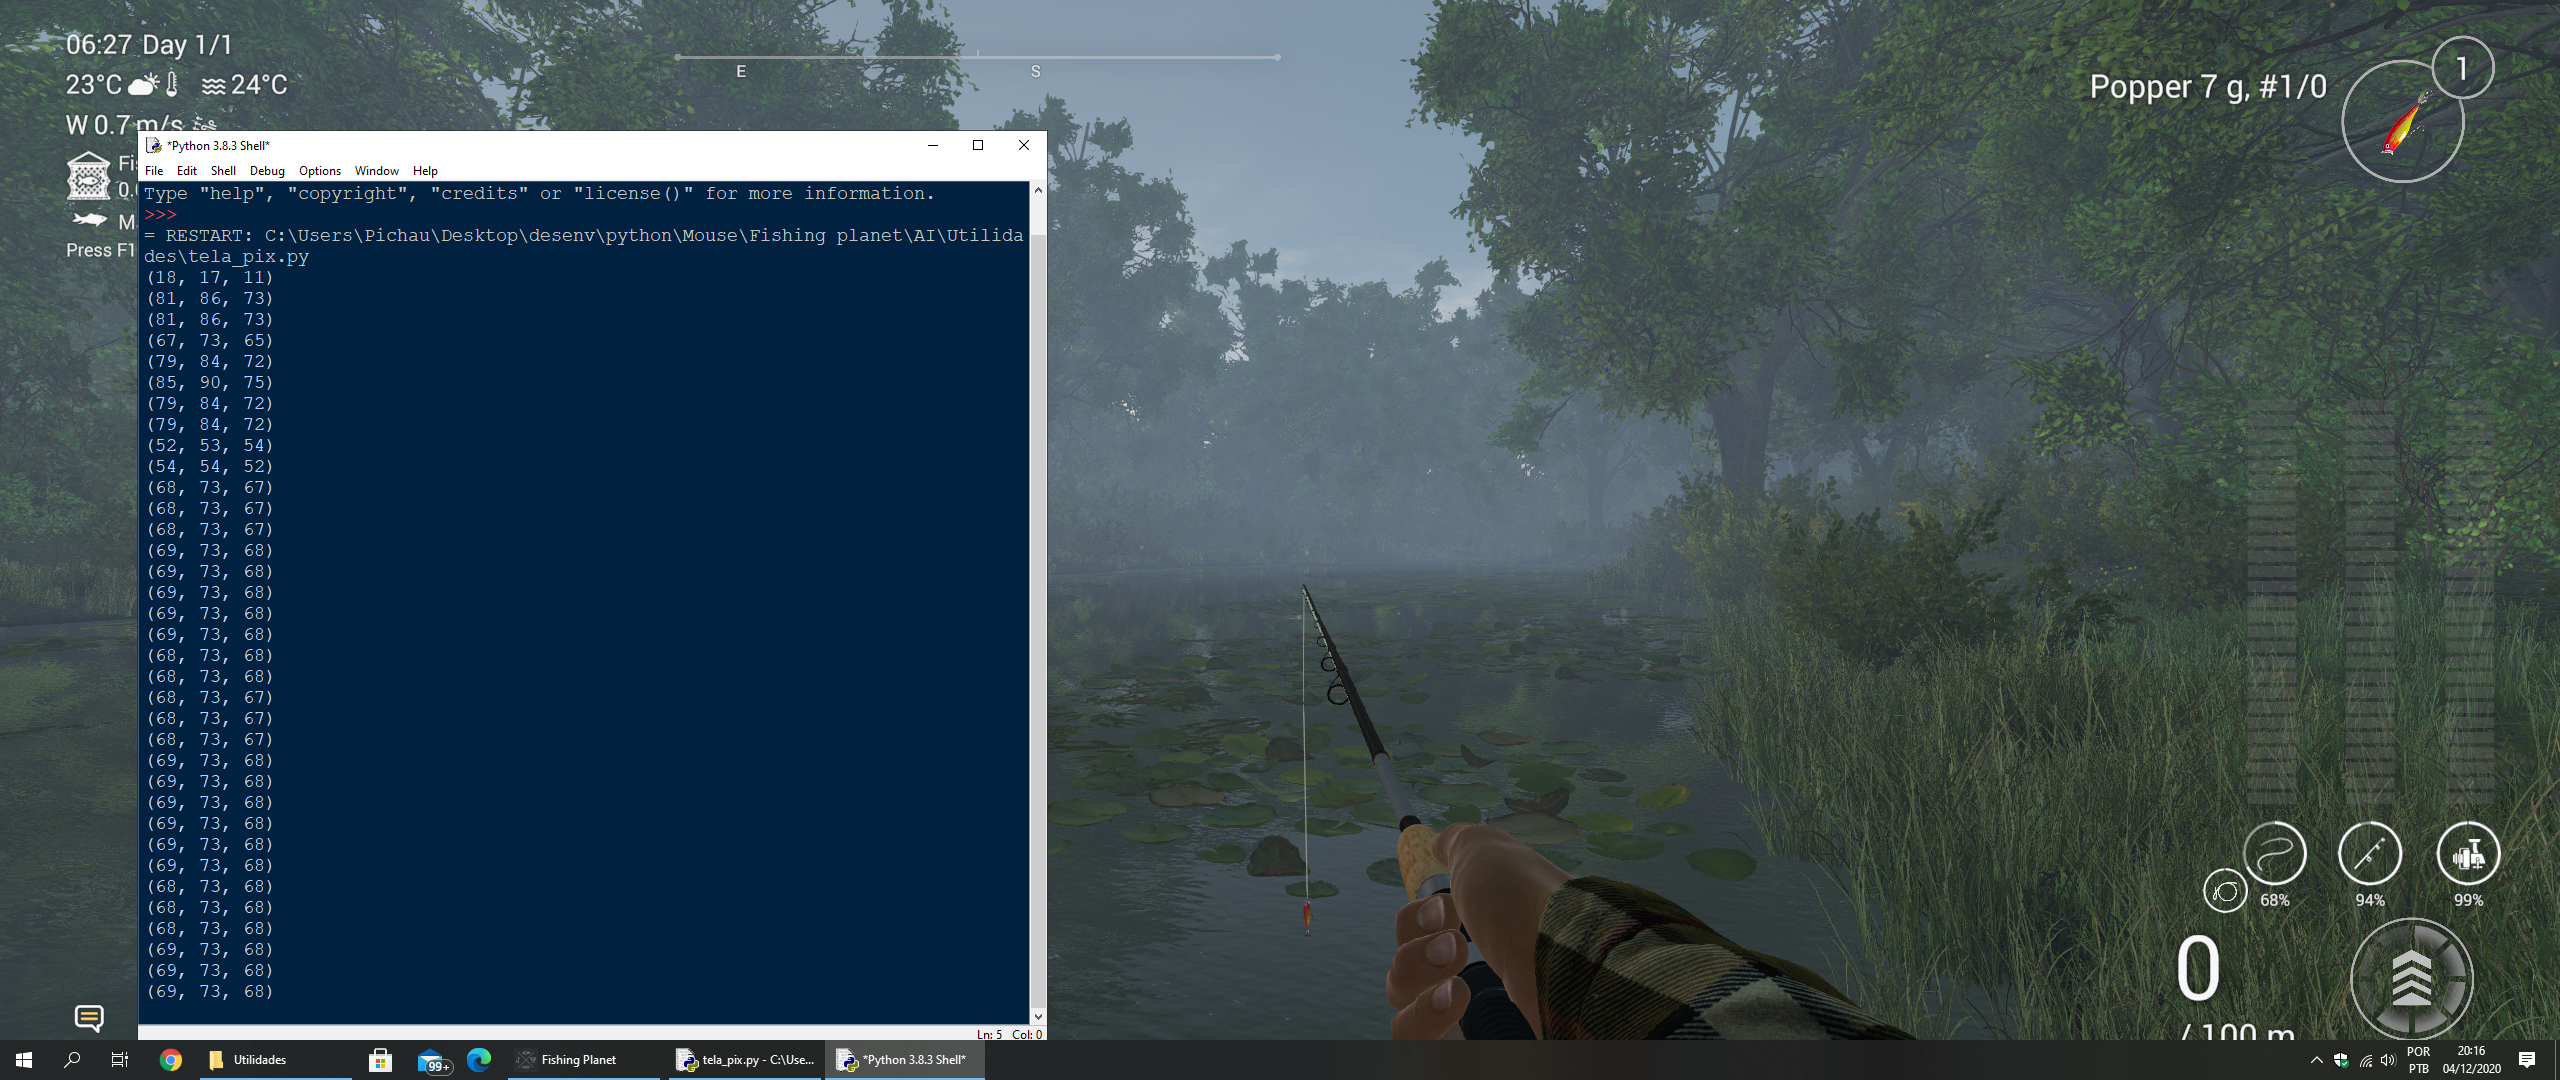 06:27 Day 1/1
23°C 24°C
W 0.7 m/s
Press F1
E
S
Popper 7 g, #1/0
1
*Python 3.8.3 Shell*
File Edit Shell Debug Options Window Help
Type "help", "copyright", "credits" or "license()" for more information.
>>>
= RESTART: C:\Users\Pichau\Desktop\desenv\python\Mouse\Fishing planet\AI\Utilida
des\tela_pix.py
(18, 17, 11)
(81, 86, 73)
(81, 86, 73)
(67, 73, 65)
(79, 84, 72)
(85, 90, 75)
(79, 84, 72)
(79, 84, 72)
(52, 53, 54)
(54, 54, 52)
(68, 73, 67)
(68, 73, 67)
(68, 73, 67)
(69, 73, 68)
(69, 73, 68)
(69, 73, 68)
(69, 73, 68)
(69, 73, 68)
(68, 73, 68)
(68, 73, 68)
(68, 73, 67)
(68, 73, 67)
(68, 73, 67)
(69, 73, 68)
(69, 73, 68)
(69, 73, 68)
(69, 73, 68)
(69, 73, 68)
(69, 73, 68)
(68, 73, 68)
(68, 73, 68)
(68, 73, 68)
(69, 73, 68)
(69, 73, 68)
(69, 73, 68)
Ln: 5 Col: 0
68% 94% 99%
0
/ 100 m
99+
Utilidades
Fishing Planet
tela_pix.py - C:\Use...
*Python 3.8.3 Shell*
POR
PTB
20:16
04/12/2020